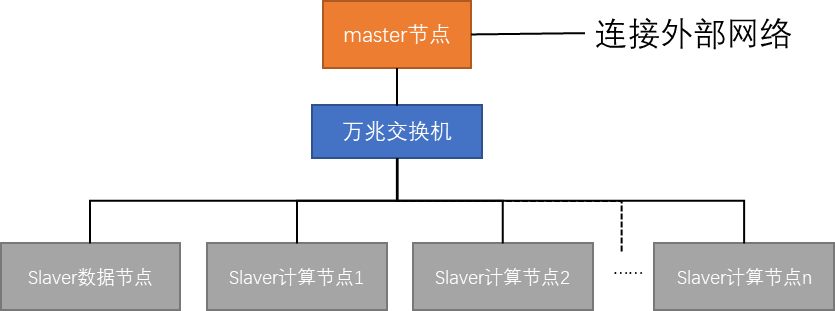 master节点
连接外部网络
万兆交换机
Slaver数据节点
Slaver计算节点1
Slaver计算节点2
……
Slaver计算节点n